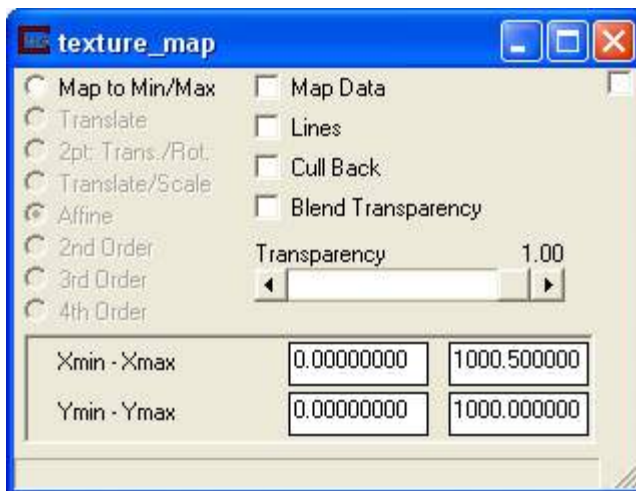 texture_map
Map to Min/Max
Translate
2pt: Trans./Rot.
Translate/Scale
Affine
2nd Order
3rd Order
4th Order
Map Data
Lines
Cull Back
Blend Transparency
Transparency 1.00
Xmin - Xmax 0.00000000 1000.500000
Ymin - Ymax 0.00000000 1000.000000